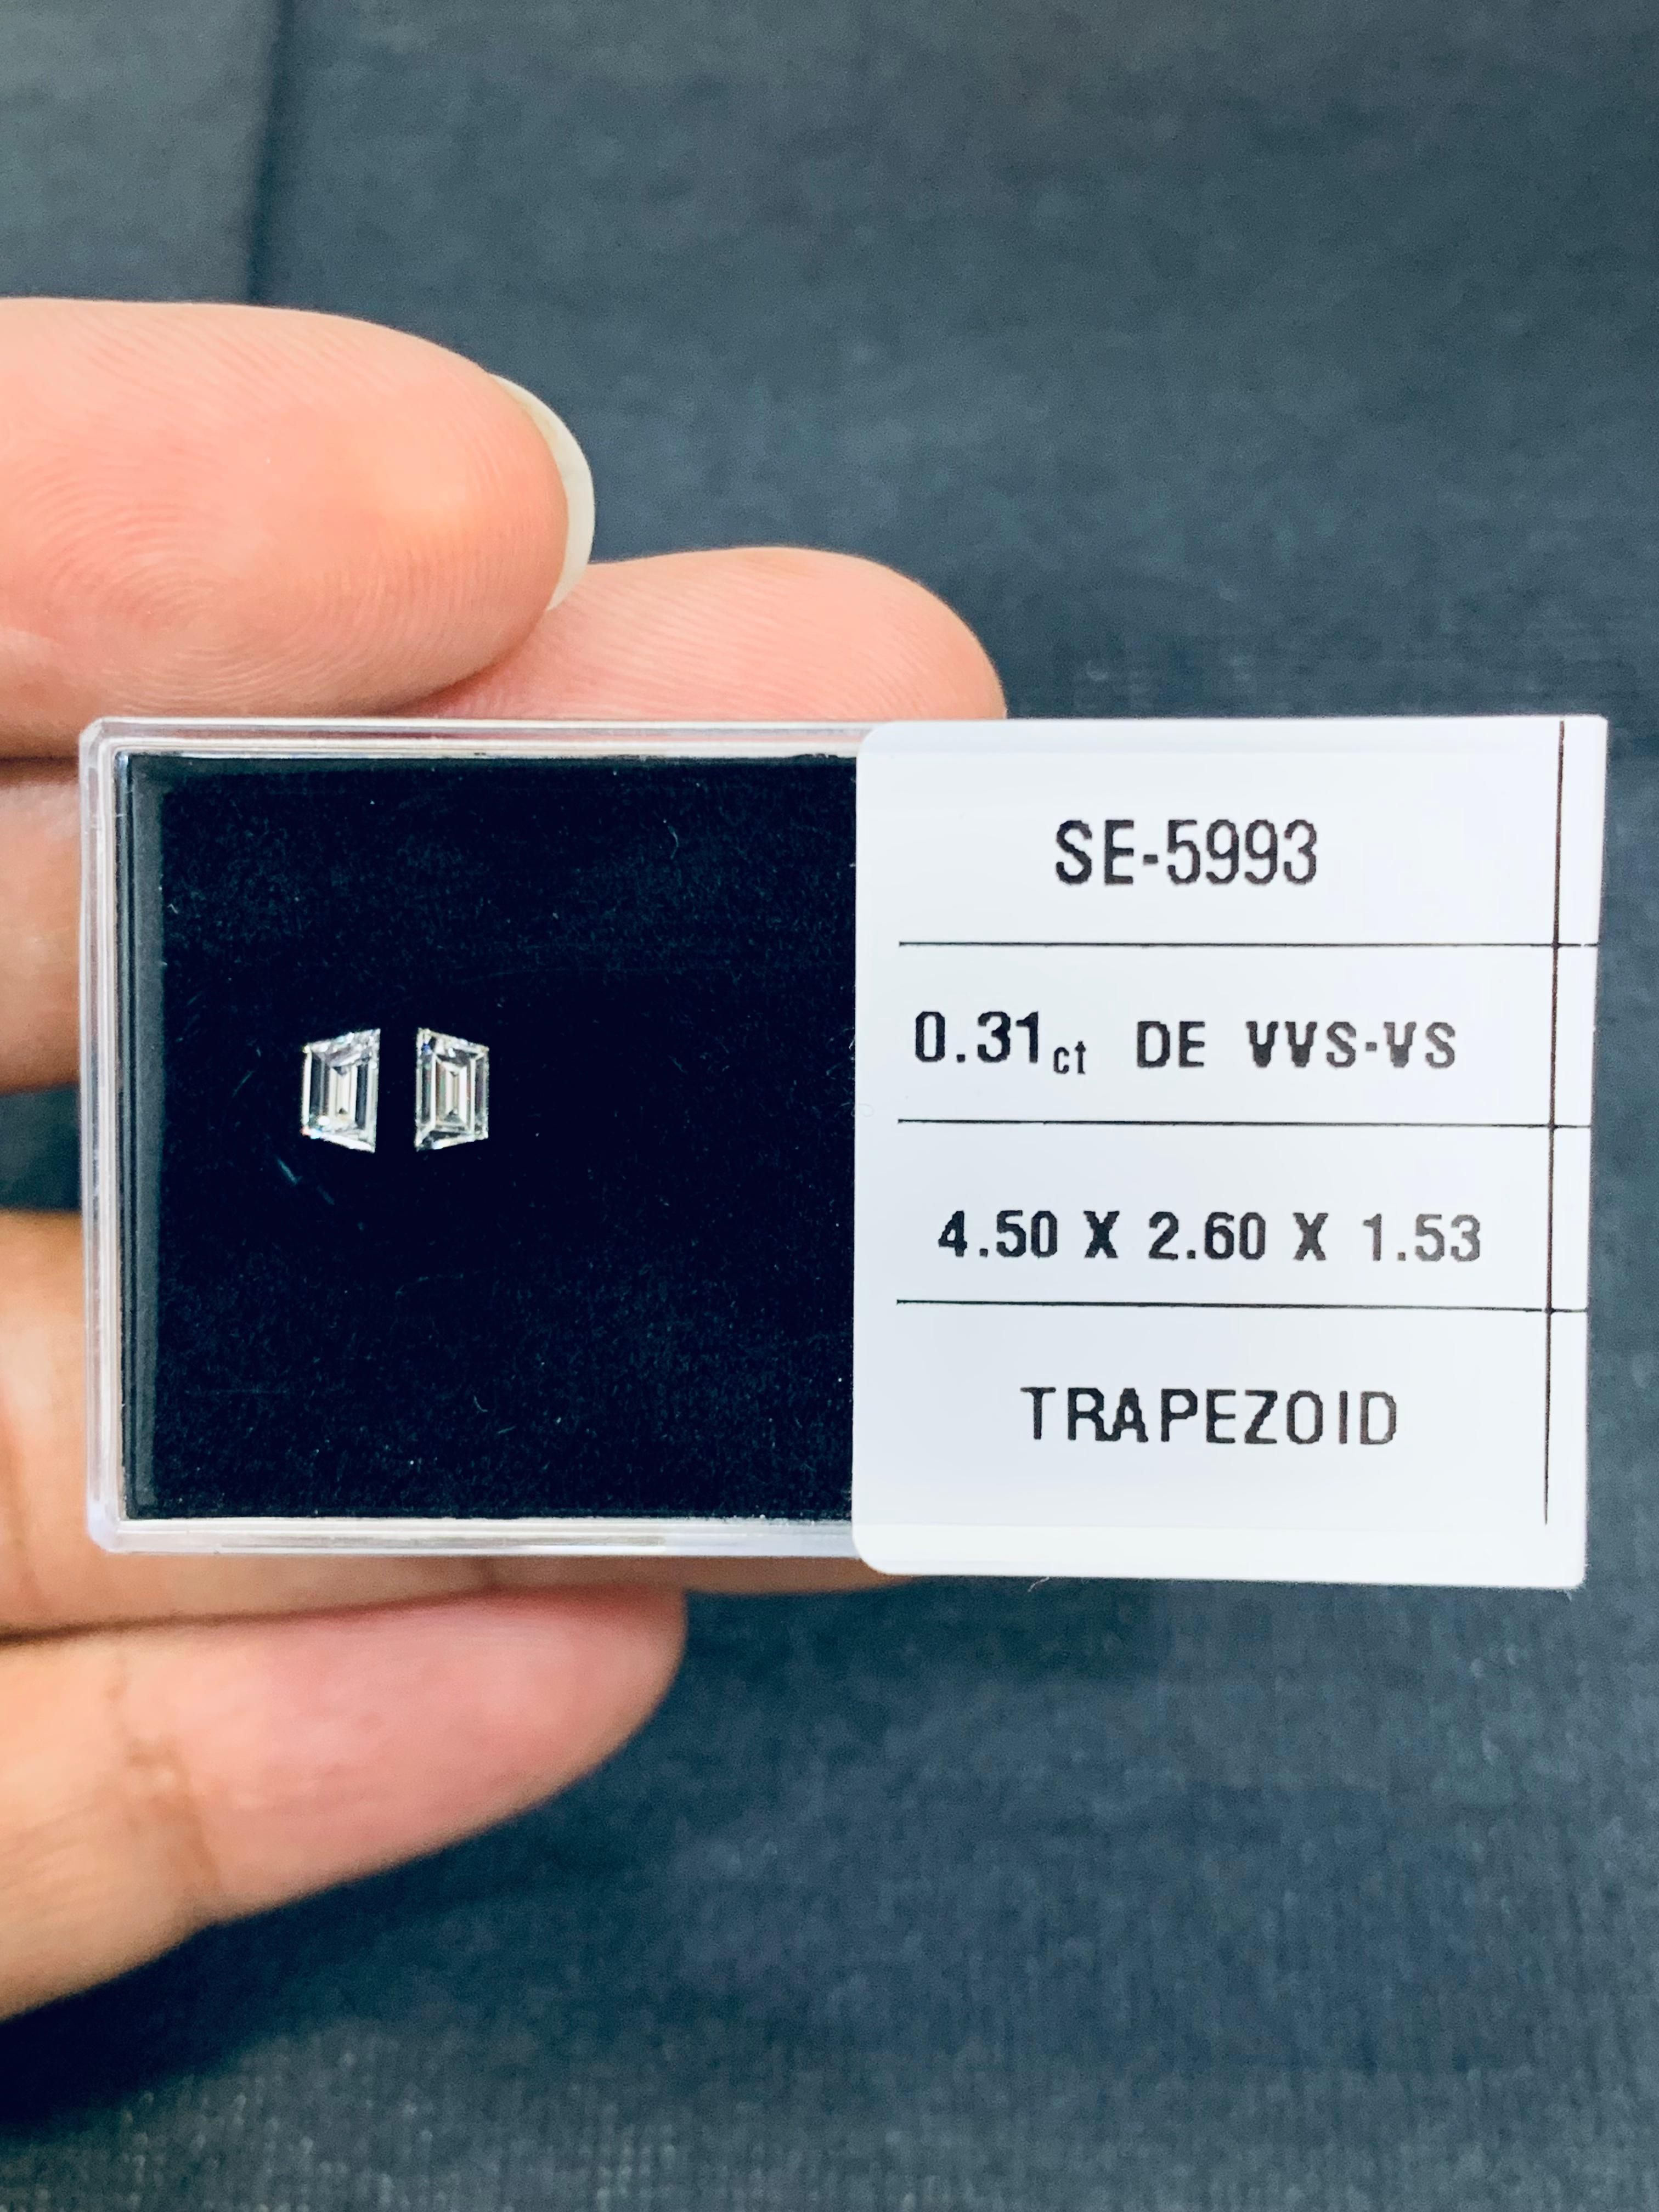 SE-5993
0.31ct DE VVS-VS
4.50 X 2.60 X 1.53
TRAPEZOID